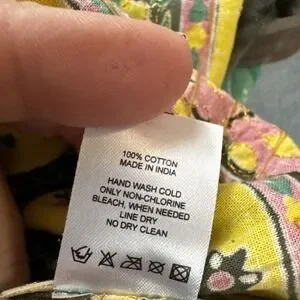 100% COTTON
MADE IN INDIA
HAND WASH COLD
ONLY NON-CHLORINE
BLEACH, WHEN NEEDED
LINE DRY
NO DRY CLEAN